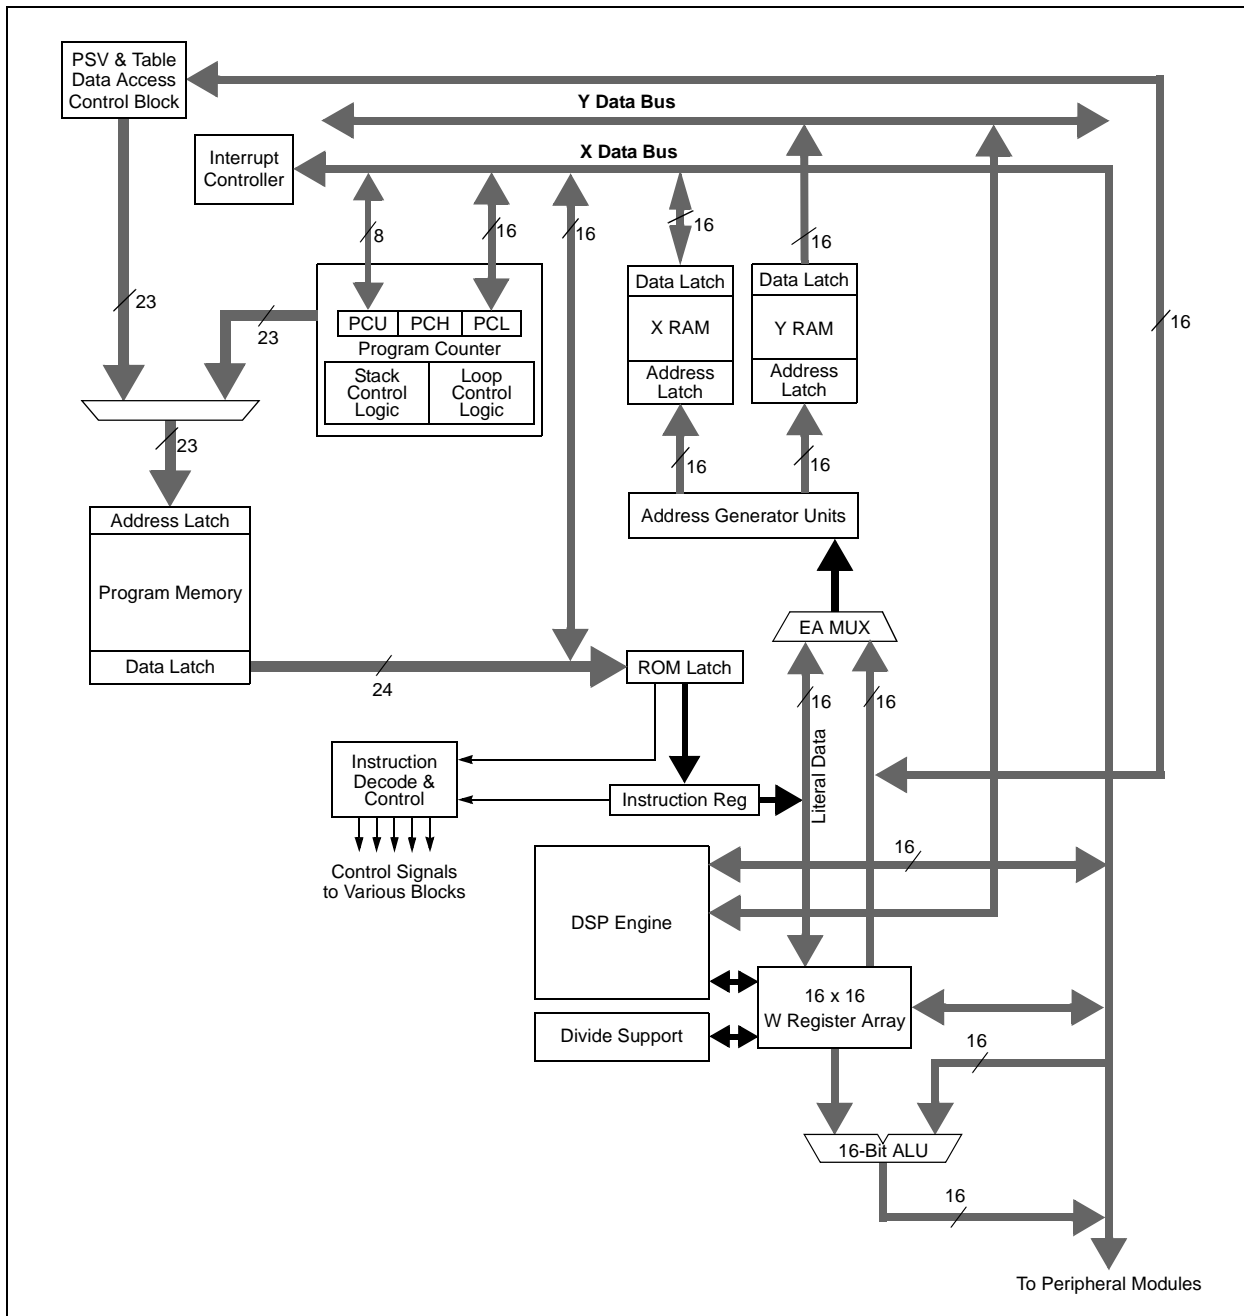 PSV & Table
Data Access
Control Block
Y Data Bus
X Data Bus
Interrupt
Controller
8
16
16
16
16
16
23
23
Data Latch
X RAM
Address
Latch
Data Latch
Y RAM
Address
Latch
PCU
PCH
PCL
Program Counter
Stack
Control
Logic
Loop
Control
Logic
23
16
16
Address Latch
Program Memory
Data Latch
Address Generator Units
EA MUX
24
ROM Latch
16
16
Literal Data
Instruction
Decode &
Control
Instruction Reg
Control Signals
to Various Blocks
16
DSP Engine
16 x 16
W Register Array
Divide Support
16
16-Bit ALU
16
To Peripheral Modules